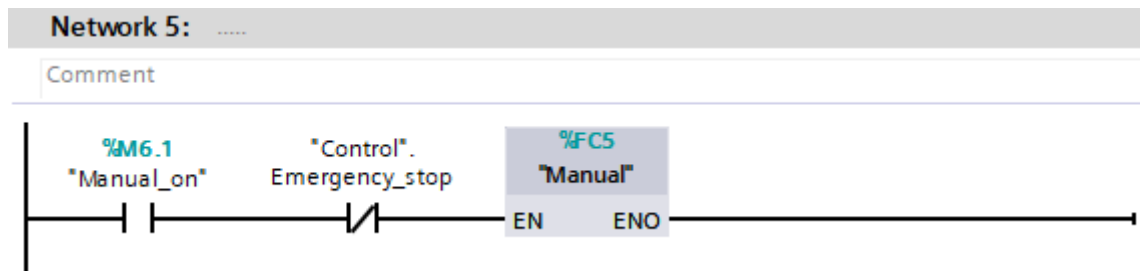 Network 5: .....
Comment
%M6.1
"Manual_on"
"Control".
Emergency_stop
%FC5
"Manual"
EN ENO